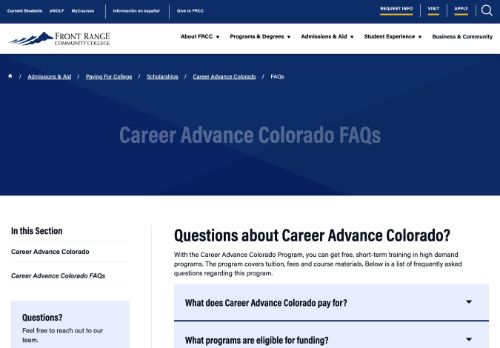 Current Students eWOLF MyCourses Información en español Give to FRCC REQUEST INFO VISIT APPLY
FRONT RANGE
COMMUNITY COLLEGE
About FRCC Programs & Degrees Admissions & Aid Student Experience Business & Community
/ Admissions & Aid / Paying For College / Scholarships / Career Advance Colorado / FAQs
Career Advance Colorado FAQs
In this Section
Career Advance Colorado
Career Advance Colorado FAQs
Questions?
Feel free to reach out to our
team.
Questions about Career Advance Colorado?
With the Career Advance Colorado Program, you can get free, short-term training in high demand
programs. The program covers tuition, fees and course materials. Below is a list of frequently asked
questions regarding this program.
What does Career Advance Colorado pay for?
What programs are eligible for funding?